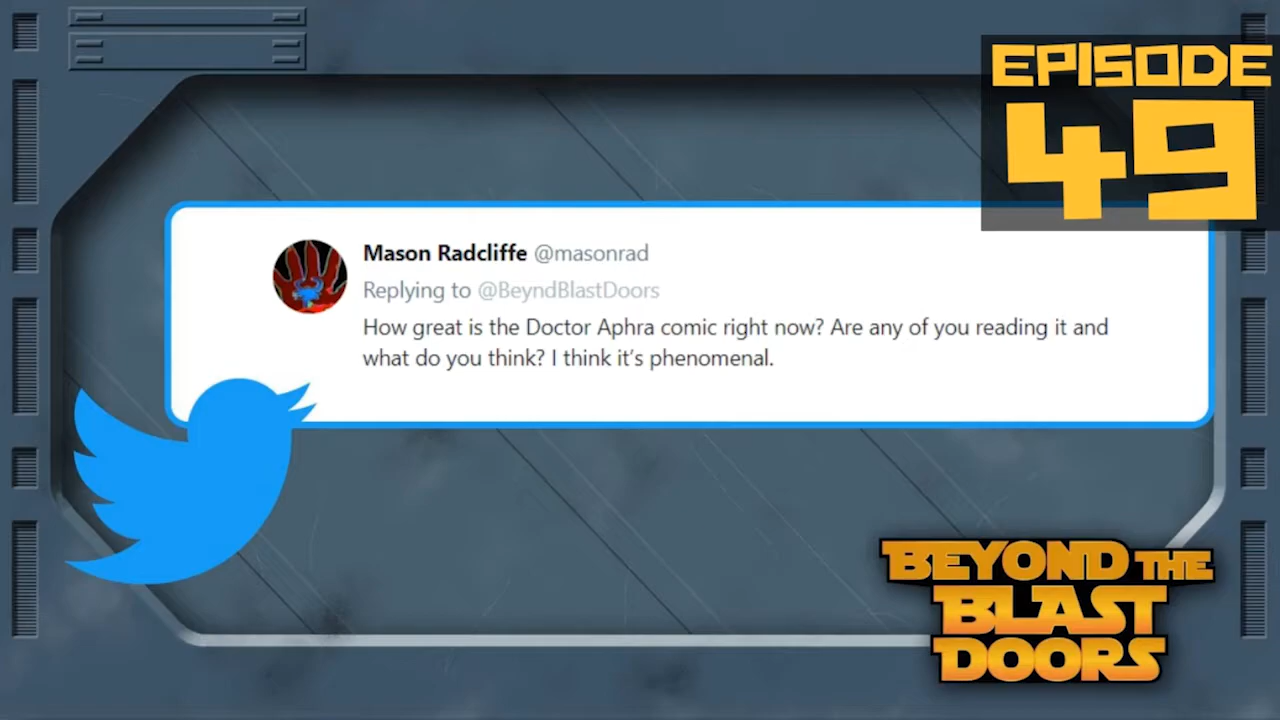 EPISODE
49
Mason Radcliffe @masonrad
Replying to @BeyndBlastDoors
How great is the Doctor Aphra comic right now? Are any of you reading it and
what do you think? I think it's phenomenal.
BEYOND THE
BLAST
DOORS